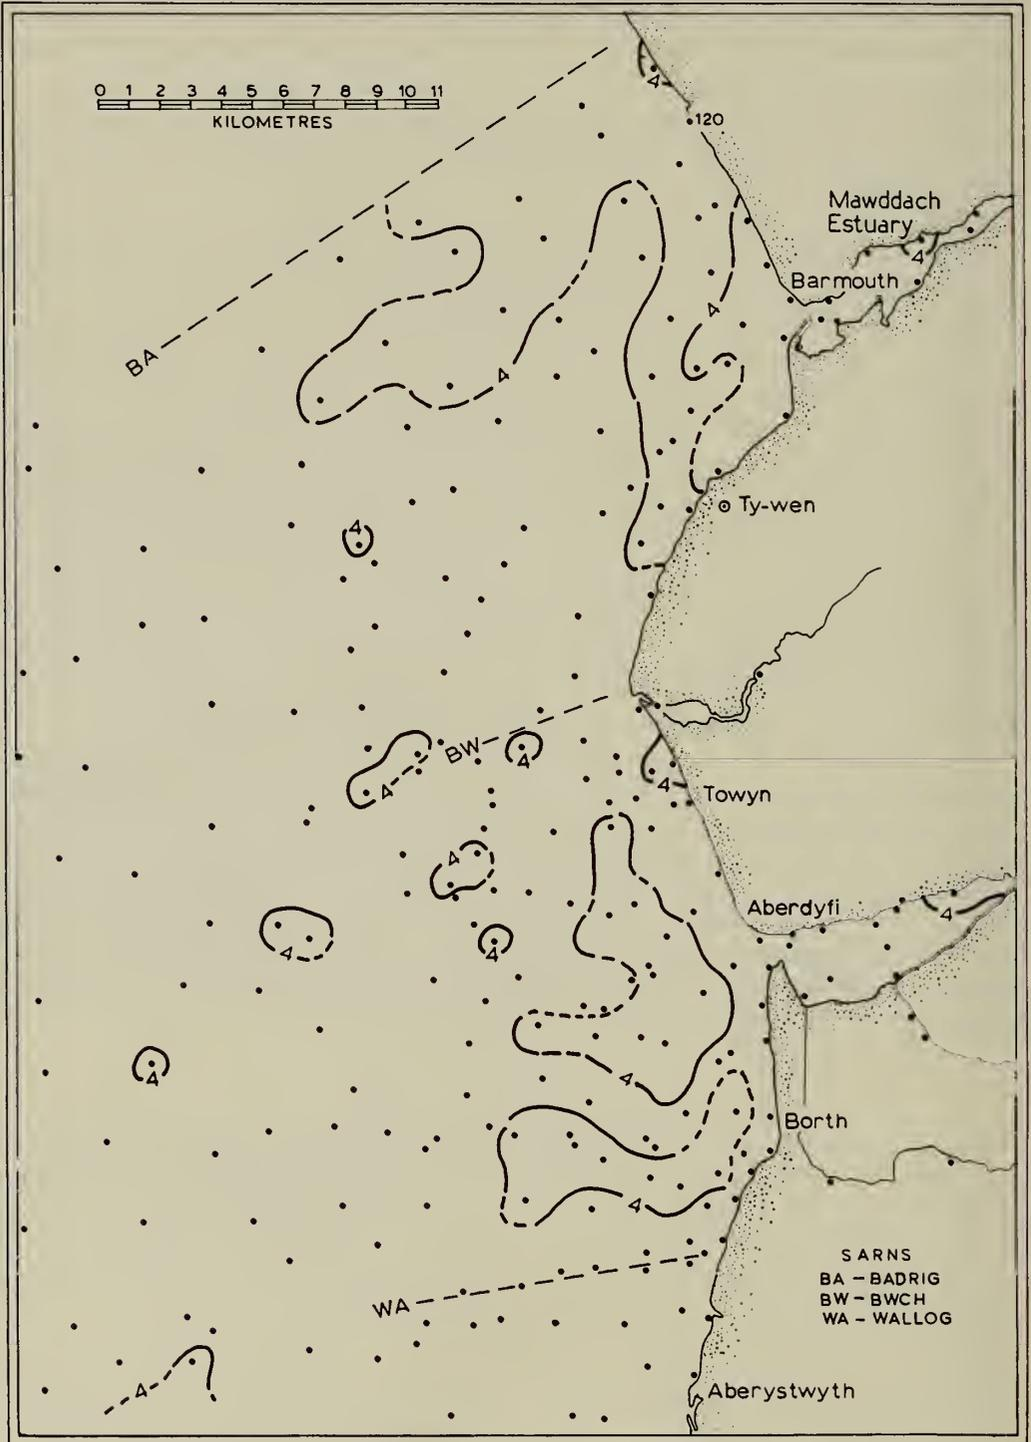 0 1 2 3 4 5 6 7 8 9 10 11
KILOMETRES
4
120
Mawddach
Estuary
4
Barmouth
4
BA
4
Ty-wen
4
BW
4
4
4
Towyn
4
Aberdyfi
4
4
4
4
4
Borth
4
SARNS
BA – BADRIG
BW – BWCH
WA – WALLOG
WA
4
Aberystwyth